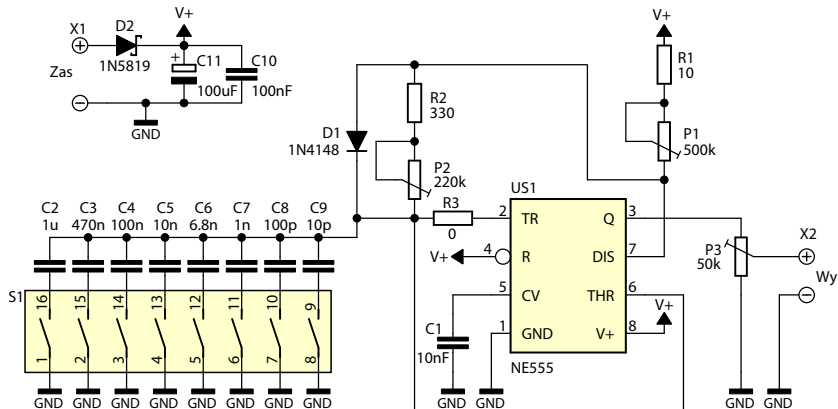 V+
D2
X1
1N5819
C11
C10
+
100uF
100nF
Zas
GND
V+
R1
10
R2
330
D1
1N4148
P1
500k
P2
220k
C2 C3 C4 C5 C6 C7 C8 C9
1u 470n 100n 10n 6.8n 1n 100p 10p
S1
16 15 14 13 12 11 10 9
1 2 3 4 5 6 7 8
GND GND GND GND GND GND GND GND
US1
R3
0
2 TR Q 3
V+ 4 R DIS 7
5 CV THR 6
1 GND V+ 8
V+
NE555
C1
10nF
GND GND
P3
50k
X2
Wy
GND GND